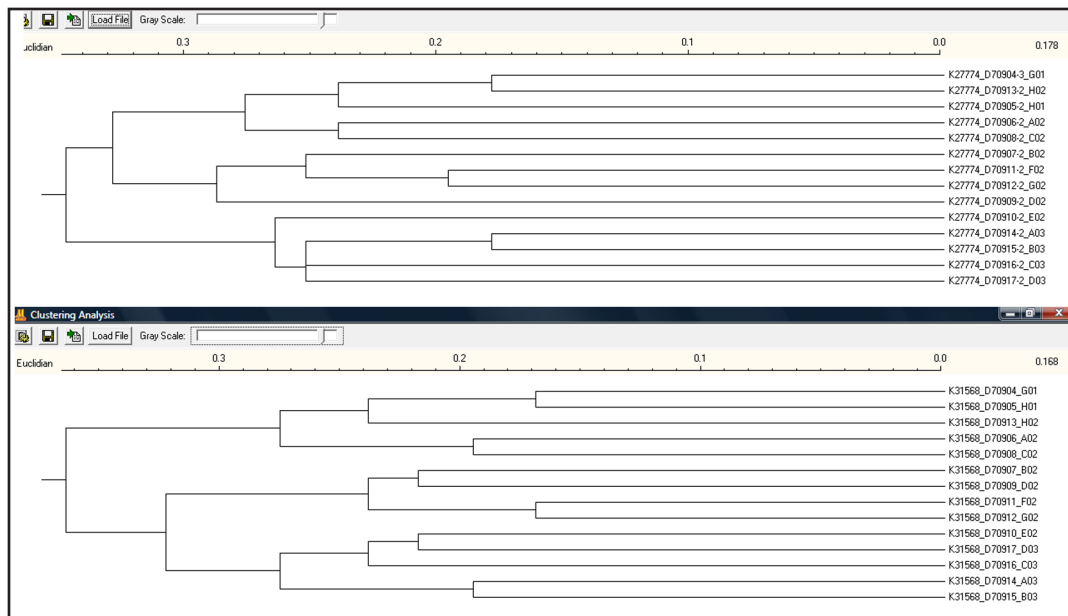 Load File Gray Scale:
uclidian 0.3 0.2 0.1 0.0 0.178
K27774_D70904-3_G01
K27774_D70913-2_H02
K27774_D70905-2_H01
K27774_D70906-2_A02
K27774_D70908-2_C02
K27774_D70907-2_B02
K27774_D70911-2_F02
K27774_D70912-2_G02
K27774_D70909-2_D02
K27774_D70910-2_E02
K27774_D70914-2_A03
K27774_D70915-2_B03
K27774_D70916-2_C03
K27774_D70917-2_D03
Clustering Analysis
Load File Gray Scale:
Euclidian 0.3 0.2 0.1 0.0 0.168
K31568_D70904_G01
K31568_D70905_H01
K31568_D70913_H02
K31568_D70906_A02
K31568_D70908_C02
K31568_D70907_B02
K31568_D70909_D02
K31568_D70911_F02
K31568_D70912_G02
K31568_D70910_E02
K31568_D70917_D03
K31568_D70916_C03
K31568_D70914_A03
K31568_D70915_B03